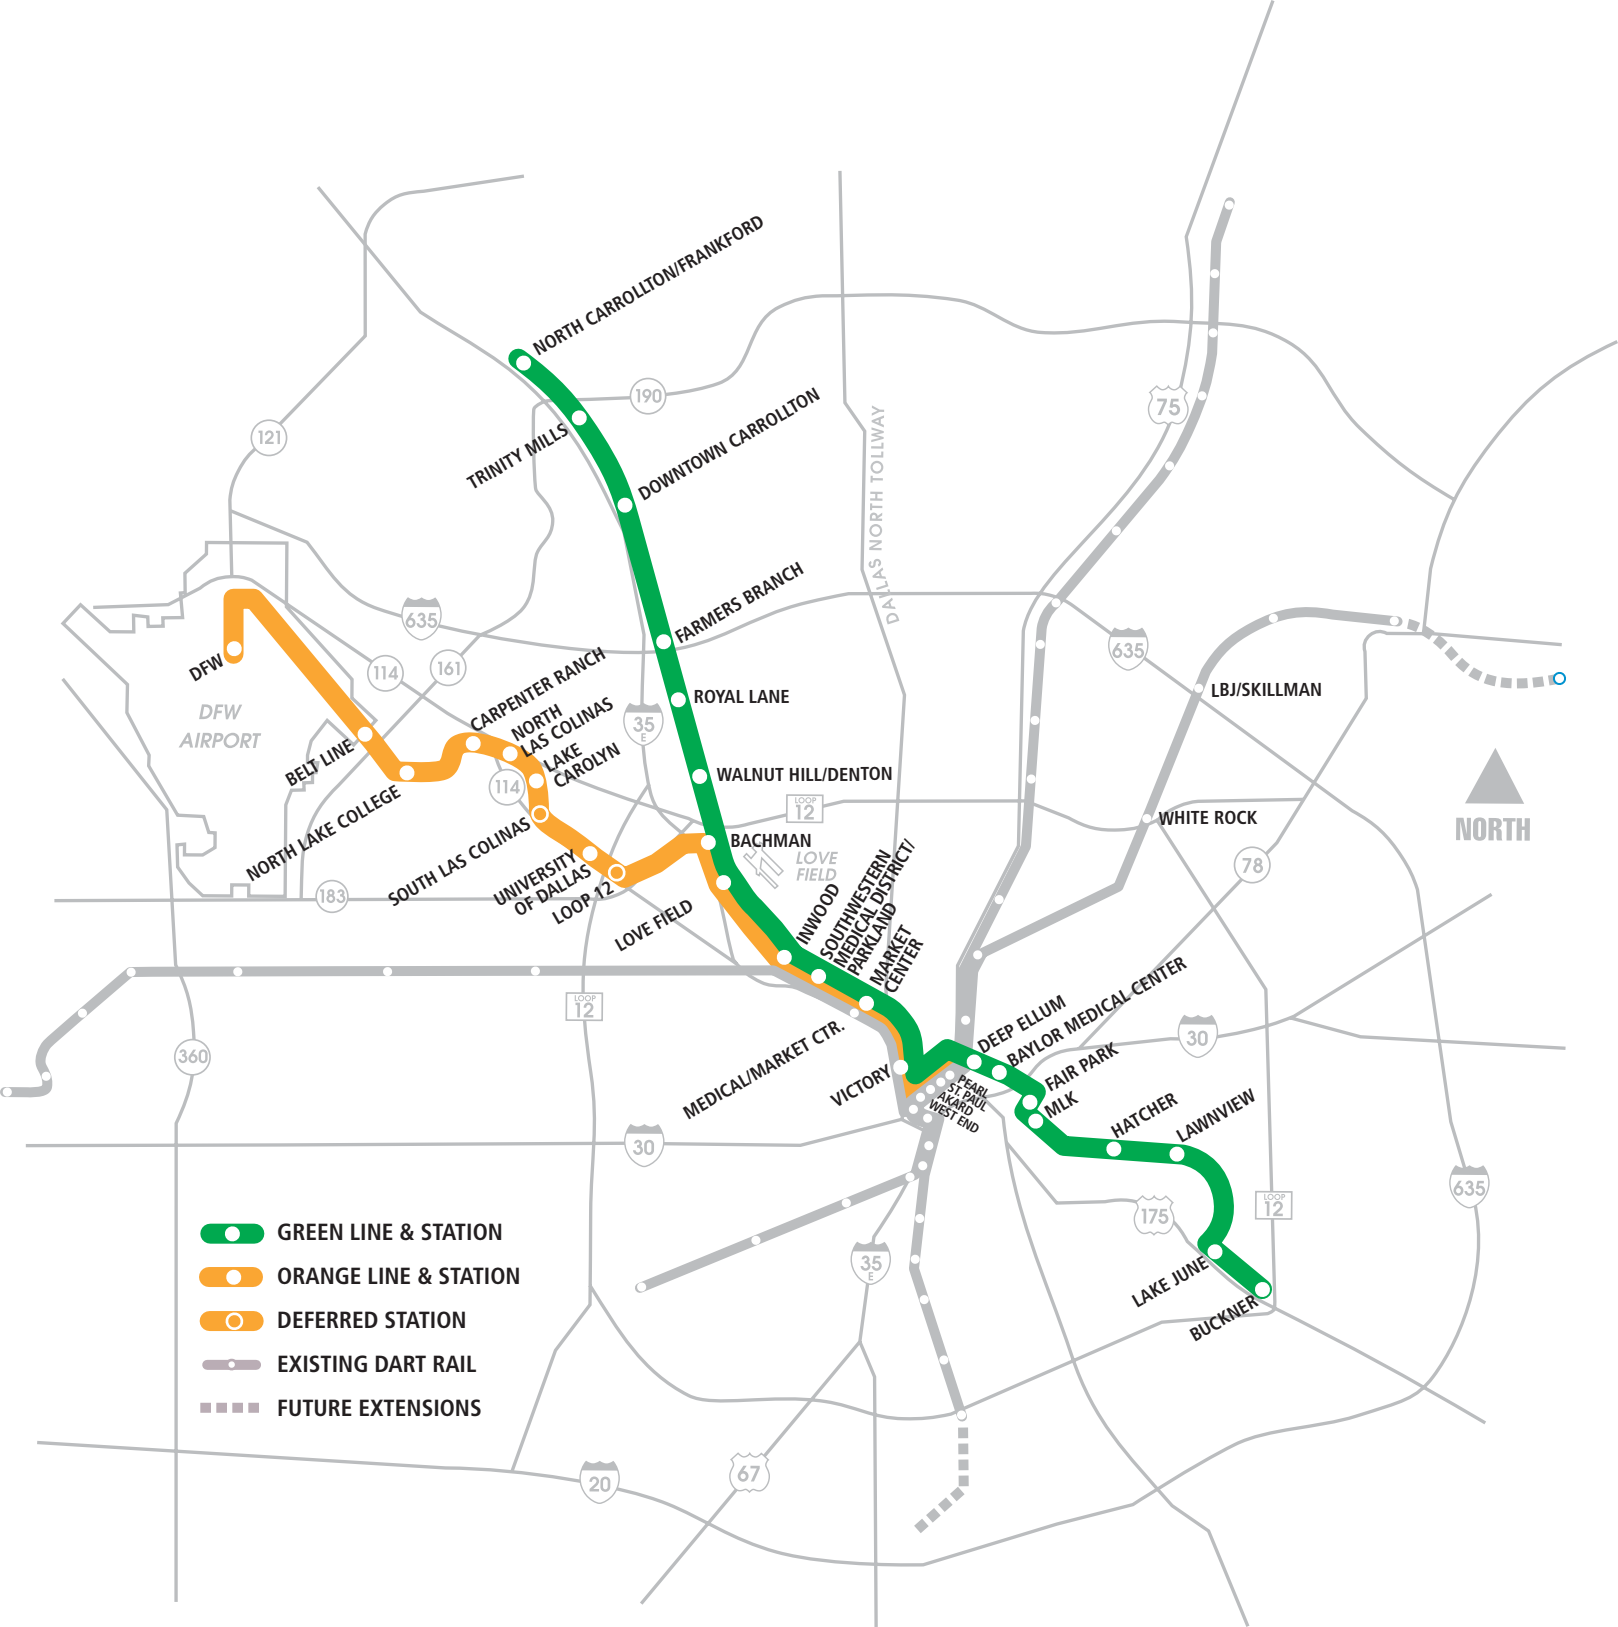 NORTH CARROLLTON/FRANKFORD
190
TRINITY MILLS
DOWNTOWN CARROLLTON
75
121
DALLAS NORTH TOLLWAY
635
FARMERS BRANCH
635
DFW
114
161
CARPENTER RANCH
ROYAL LANE
LBJ/SKILLMAN
DFW
AIRPORT
NORTH
LAS COLINAS
35
E
BELT LINE
LAKE
CAROLYN
WALNUT HILL/DENTON
114
LOOP
12
NORTH LAKE COLLEGE
WHITE ROCK
NORTH
SOUTH LAS COLINAS
BACHMAN
LOVE
FIELD
78
UNIVERSITY
OF DALLAS
LOOP 12
183
LOVE FIELD
INWOOD
SOUTHWESTERN
MEDICAL DISTRICT/
PARKLAND
MARKET
CENTER
LOOP
12
MEDICAL/MARKET CTR.
DEEP ELLUM
BAYLOR MEDICAL CENTER
30
360
VICTORY
FAIR PARK
PEARL
ST. PAUL
AKARD
WEST END
MLK
HATCHER
LAWNVIEW
30
635
LOOP
12
175
GREEN LINE & STATION
35
E
LAKE JUNE
ORANGE LINE & STATION
BUCKNER
DEFERRED STATION
EXISTING DART RAIL
FUTURE EXTENSIONS
67
20